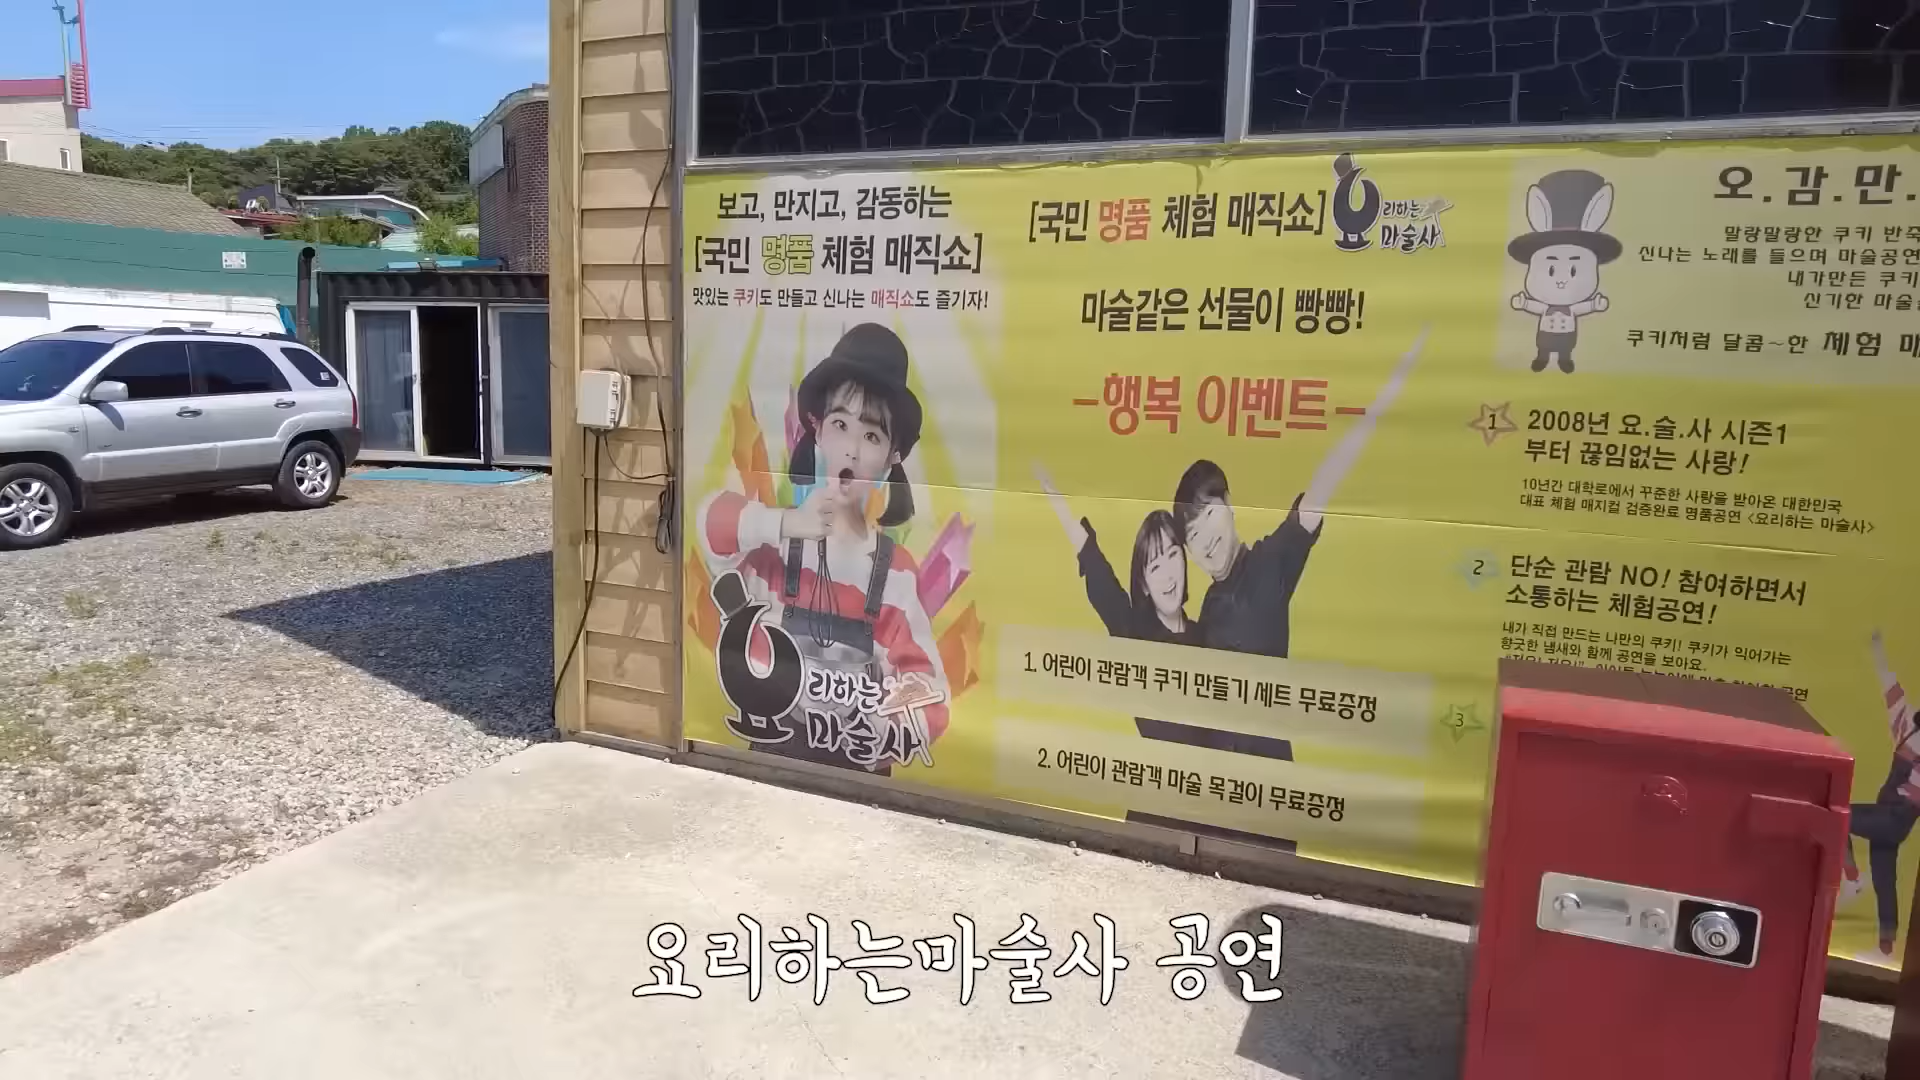 보고, 만지고, 감동하는
[국민 명품 체험 매직쇼]
맛있는 쿠키도 만들고 신나는 매직쇼도 즐기자!
요리하는
마술사
[국민 명품 체험 매직쇼]
요리하는
마술사
마술같은 선물이 빵빵!
-행복 이벤트-
1. 어린이 관람객 쿠키 만들기 세트 무료증정
2. 어린이 관람객 마술 목걸이 무료증정
오.감.만.
말랑말랑한 쿠키 반죽
신나는 노래를 들으며 마술공연
내가만든 쿠키
신기한 마술
쿠키처럼 달콤~한 체험
1 2008년 요.술.사 시즌1
부터 끊임없는 사랑!
10년간 대학로에서 꾸준한 사랑을 받아온 대한민국
대표 체험 매지컬 검증완료 명품공연 <요리하는 마술사>
2 단순 관람 NO! 참여하면서
소통하는 체험공연!
내가 직접 만드는 나만의 쿠키! 쿠키가 익어가는
향긋한 냄새와 함께 공연을 보아요.
3
요리하는마술사 공연